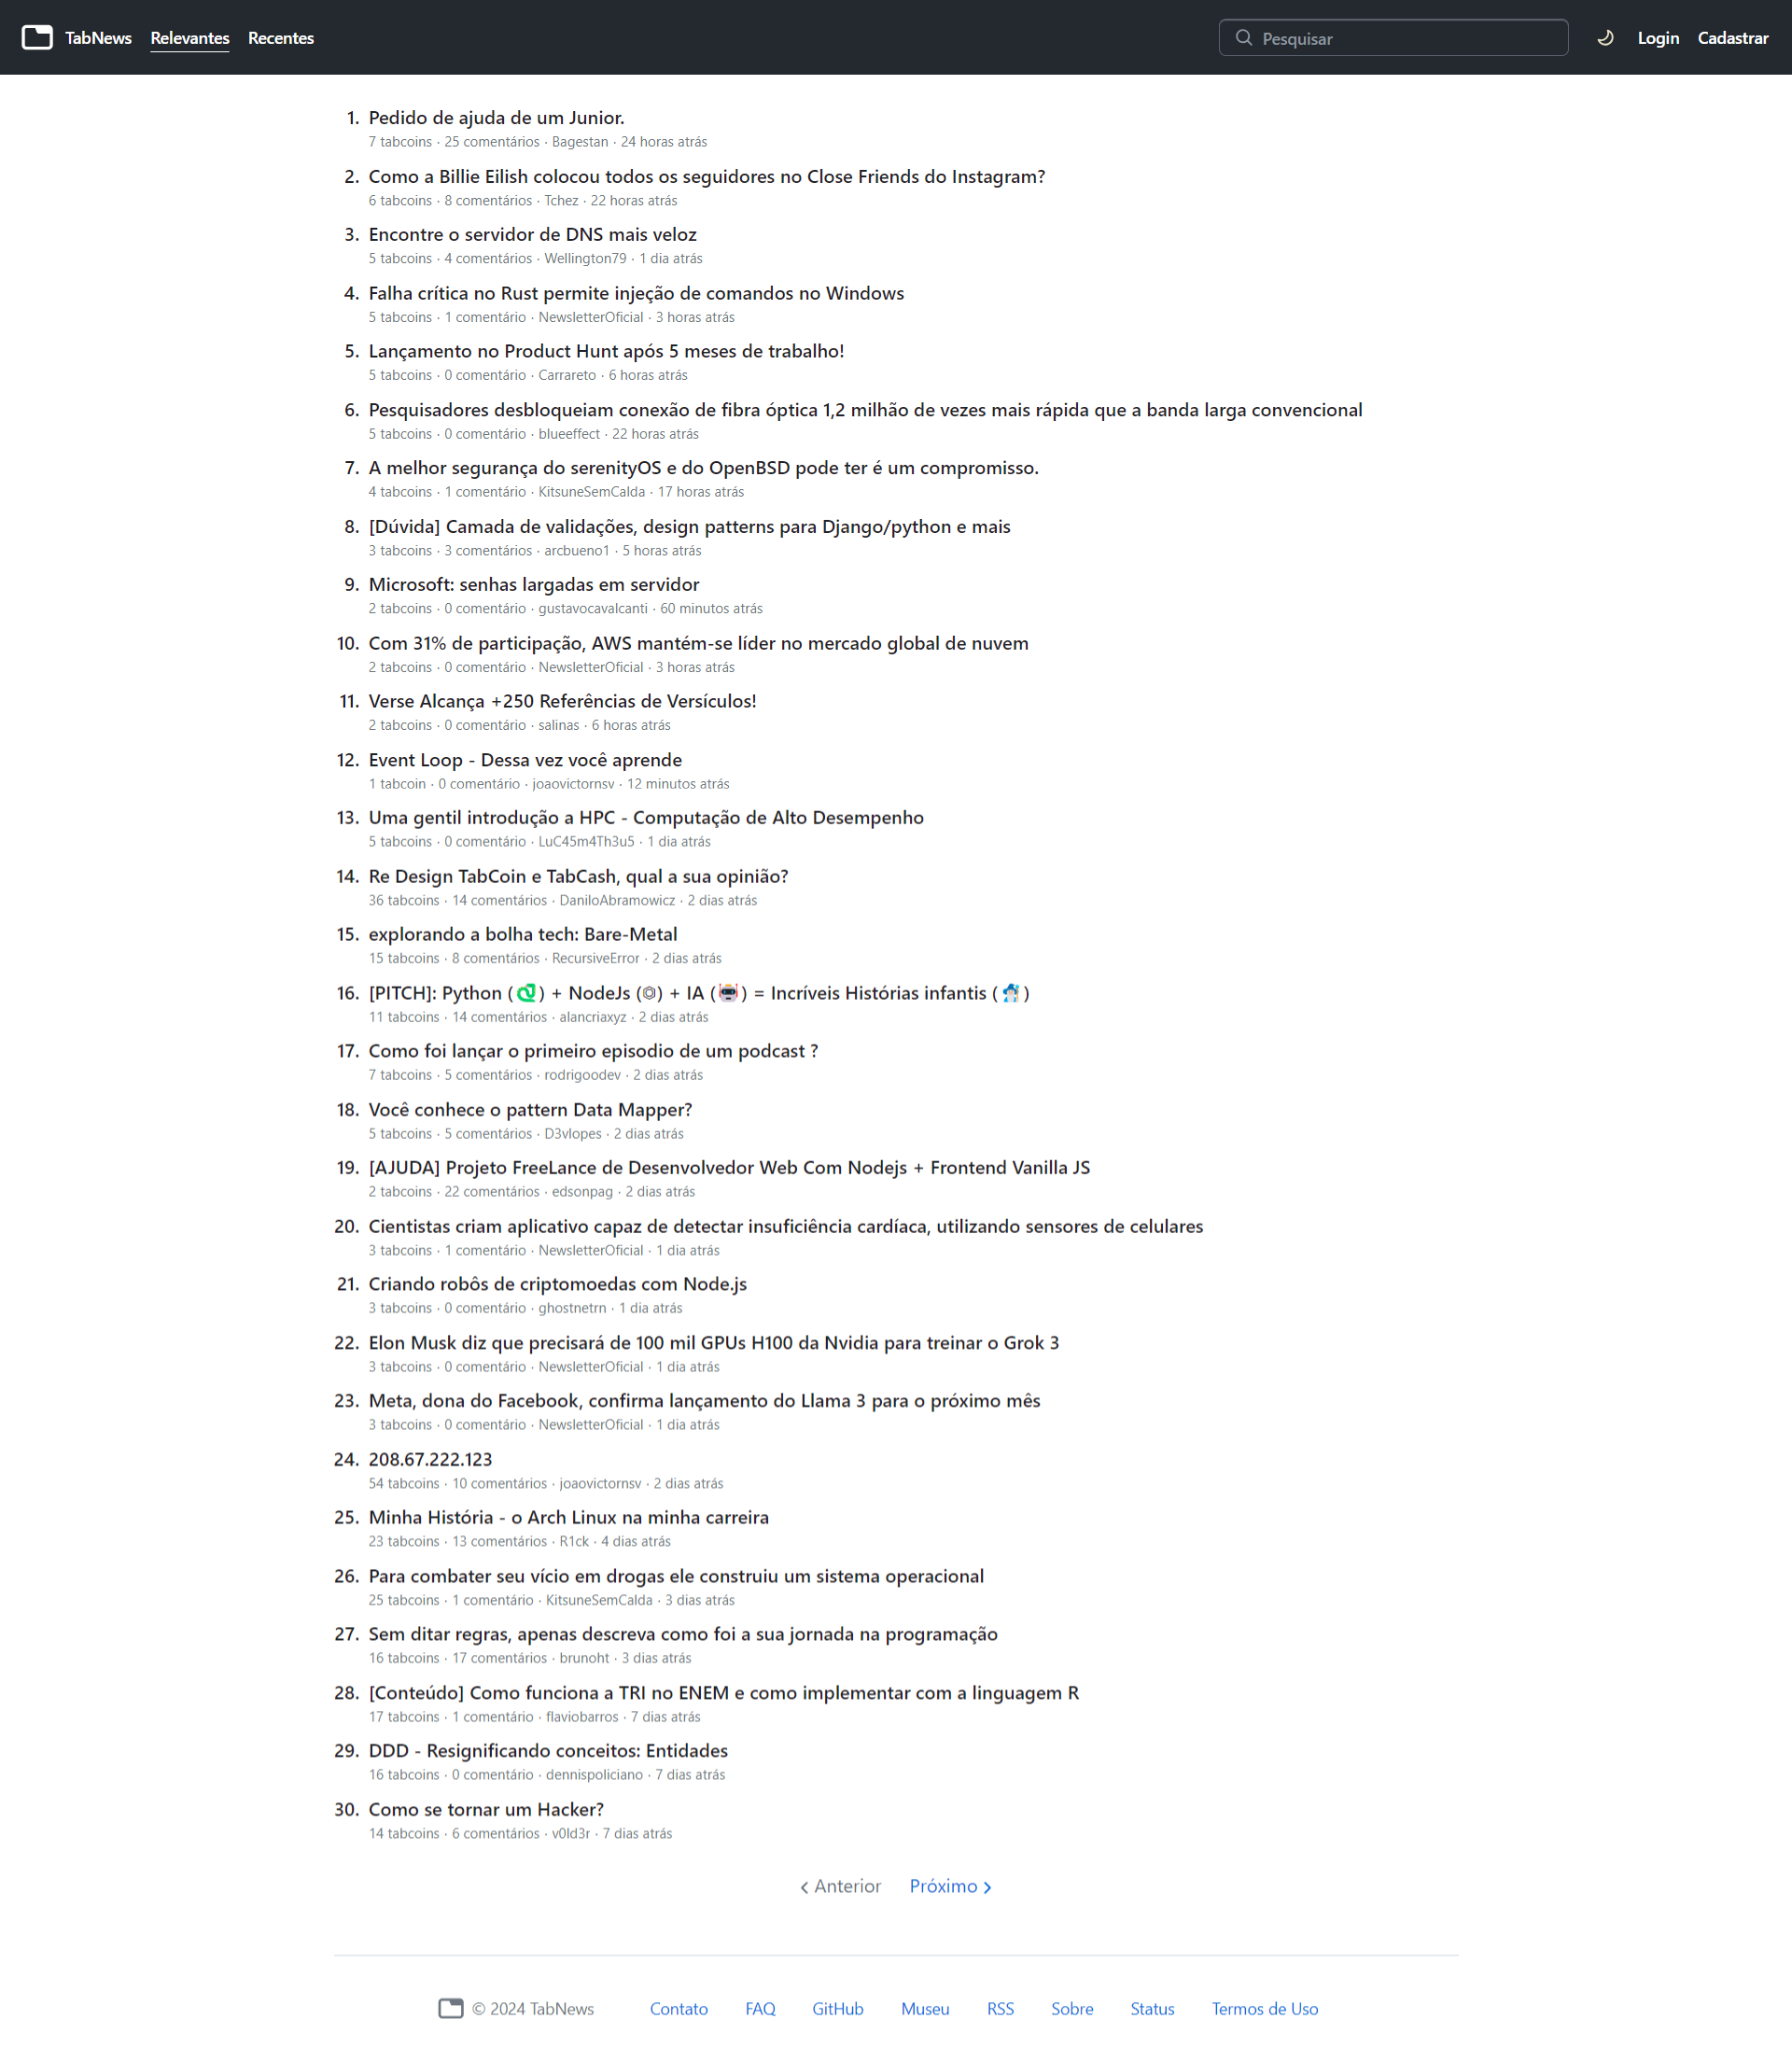 TabNews Relevantes Recentes Pesquisar Login Cadastrar
1. Pedido de ajuda de um Junior.
7 tabcoins · 25 comentários · Bagestan · 24 horas atrás
2. Como a Billie Eilish colocou todos os seguidores no Close Friends do Instagram?
6 tabcoins · 8 comentários · Tchez · 22 horas atrás
3. Encontre o servidor de DNS mais veloz
5 tabcoins · 4 comentários · Wellington79 · 1 dia atrás
4. Falha crítica no Rust permite injeção de comandos no Windows
5 tabcoins · 1 comentário · NewsletterOficial · 3 horas atrás
5. Lançamento no Product Hunt após 5 meses de trabalho!
5 tabcoins · 0 comentário · Carrareto · 6 horas atrás
6. Pesquisadores desbloqueiam conexão de fibra óptica 1,2 milhão de vezes mais rápida que a banda larga convencional
5 tabcoins · 0 comentário · blueeffect · 22 horas atrás
7. A melhor segurança do serenityOS e do OpenBSD pode ter é um compromisso.
4 tabcoins · 1 comentário · KitsuneSemCalda · 17 horas atrás
8. [Dúvida] Camada de validações, design patterns para Django/python e mais
3 tabcoins · 3 comentários · arcbueno1 · 5 horas atrás
9. Microsoft: senhas largadas em servidor
2 tabcoins · 0 comentário · gustavocavalcanti · 60 minutos atrás
10. Com 31% de participação, AWS mantém-se líder no mercado global de nuvem
2 tabcoins · 0 comentário · NewsletterOficial · 3 horas atrás
11. Verse Alcança +250 Referências de Versículos!
2 tabcoins · 0 comentário · salinas · 6 horas atrás
12. Event Loop - Dessa vez você aprende
1 tabcoin · 0 comentário · joaovictornsv · 12 minutos atrás
13. Uma gentil introdução a HPC - Computação de Alto Desempenho
5 tabcoins · 0 comentário · LuC45m4Th3u5 · 1 dia atrás
14. Re Design TabCoin e TabCash, qual a sua opinião?
36 tabcoins · 14 comentários · DaniloAbramowicz · 2 dias atrás
15. explorando a bolha tech: Bare-Metal
15 tabcoins · 8 comentários · RecursiveError · 2 dias atrás
16. [PITCH]: Python (🐍) + NodeJs (⌬) + IA (🤖) = Incríveis Histórias infantis (🧙)
11 tabcoins · 14 comentários · alancriaxyz · 2 dias atrás
17. Como foi lançar o primeiro episodio de um podcast ?
7 tabcoins · 5 comentários · rodrigoodev · 2 dias atrás
18. Você conhece o pattern Data Mapper?
5 tabcoins · 5 comentários · D3vlopes · 2 dias atrás
19. [AJUDA] Projeto FreeLance de Desenvolvedor Web Com Nodejs + Frontend Vanilla JS
2 tabcoins · 22 comentários · edsonpag · 2 dias atrás
20. Cientistas criam aplicativo capaz de detectar insuficiência cardíaca, utilizando sensores de celulares
3 tabcoins · 1 comentário · NewsletterOficial · 1 dia atrás
21. Criando robôs de criptomoedas com Node.js
3 tabcoins · 0 comentário · ghostnetrn · 1 dia atrás
22. Elon Musk diz que precisará de 100 mil GPUs H100 da Nvidia para treinar o Grok 3
3 tabcoins · 0 comentário · NewsletterOficial · 1 dia atrás
23. Meta, dona do Facebook, confirma lançamento do Llama 3 para o próximo mês
3 tabcoins · 0 comentário · NewsletterOficial · 1 dia atrás
24. 208.67.222.123
54 tabcoins · 10 comentários · joaovictornsv · 2 dias atrás
25. Minha História - o Arch Linux na minha carreira
23 tabcoins · 13 comentários · R1ck · 4 dias atrás
26. Para combater seu vício em drogas ele construiu um sistema operacional
25 tabcoins · 1 comentário · KitsuneSemCalda · 3 dias atrás
27. Sem ditar regras, apenas descreva como foi a sua jornada na programação
16 tabcoins · 17 comentários · brunoht · 3 dias atrás
28. [Conteúdo] Como funciona a TRI no ENEM e como implementar com a linguagem R
17 tabcoins · 1 comentário · flaviobarros · 7 dias atrás
29. DDD - Resignificando conceitos: Entidades
16 tabcoins · 0 comentário · dennispoliciano · 7 dias atrás
30. Como se tornar um Hacker?
14 tabcoins · 6 comentários · v0ld3r · 7 dias atrás
Anterior Próximo
© 2024 TabNews Contato FAQ GitHub Museu RSS Sobre Status Termos de Uso